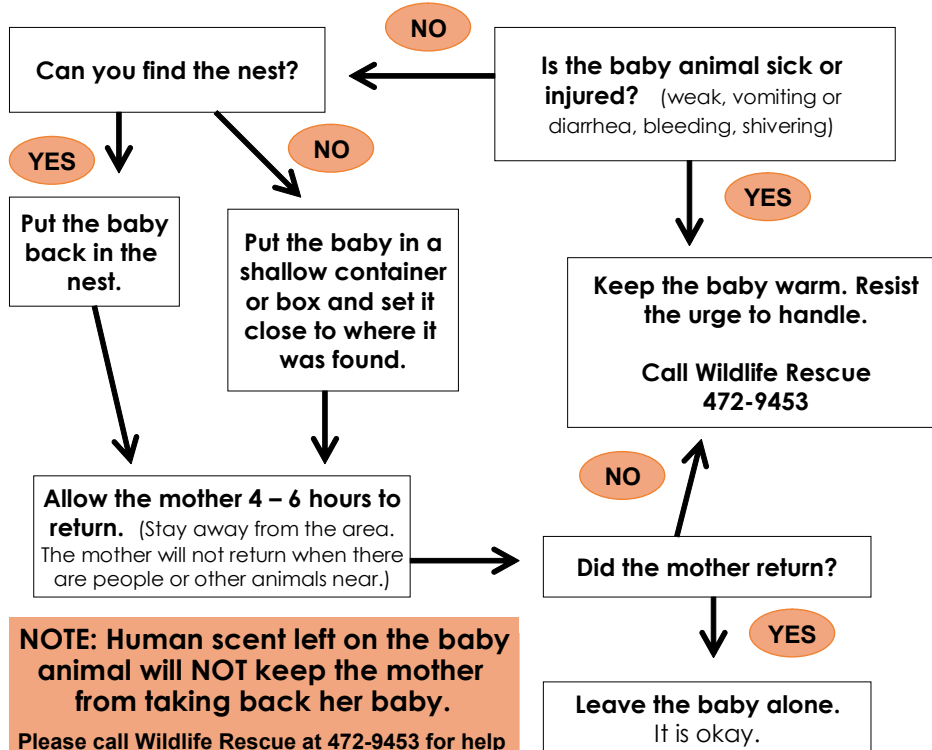 NO
Can you find the nest?
Is the baby animal sick or
injured? (weak, vomiting or
diarrhea, bleeding, shivering)
YES
NO
YES
Put the baby
back in the
nest.
Put the baby in a
shallow container
or box and set it
close to where it
was found.
Keep the baby warm. Resist
the urge to handle.
Call Wildlife Rescue
472-9453
NO
Allow the mother 4 – 6 hours to
return. (Stay away from the area.
The mother will not return when there
are people or other animals near.)
Did the mother return?
YES
NOTE: Human scent left on the baby
animal will NOT keep the mother
from taking back her baby.
Please call Wildlife Rescue at 472-9453 for help
Leave the baby alone.
It is okay.